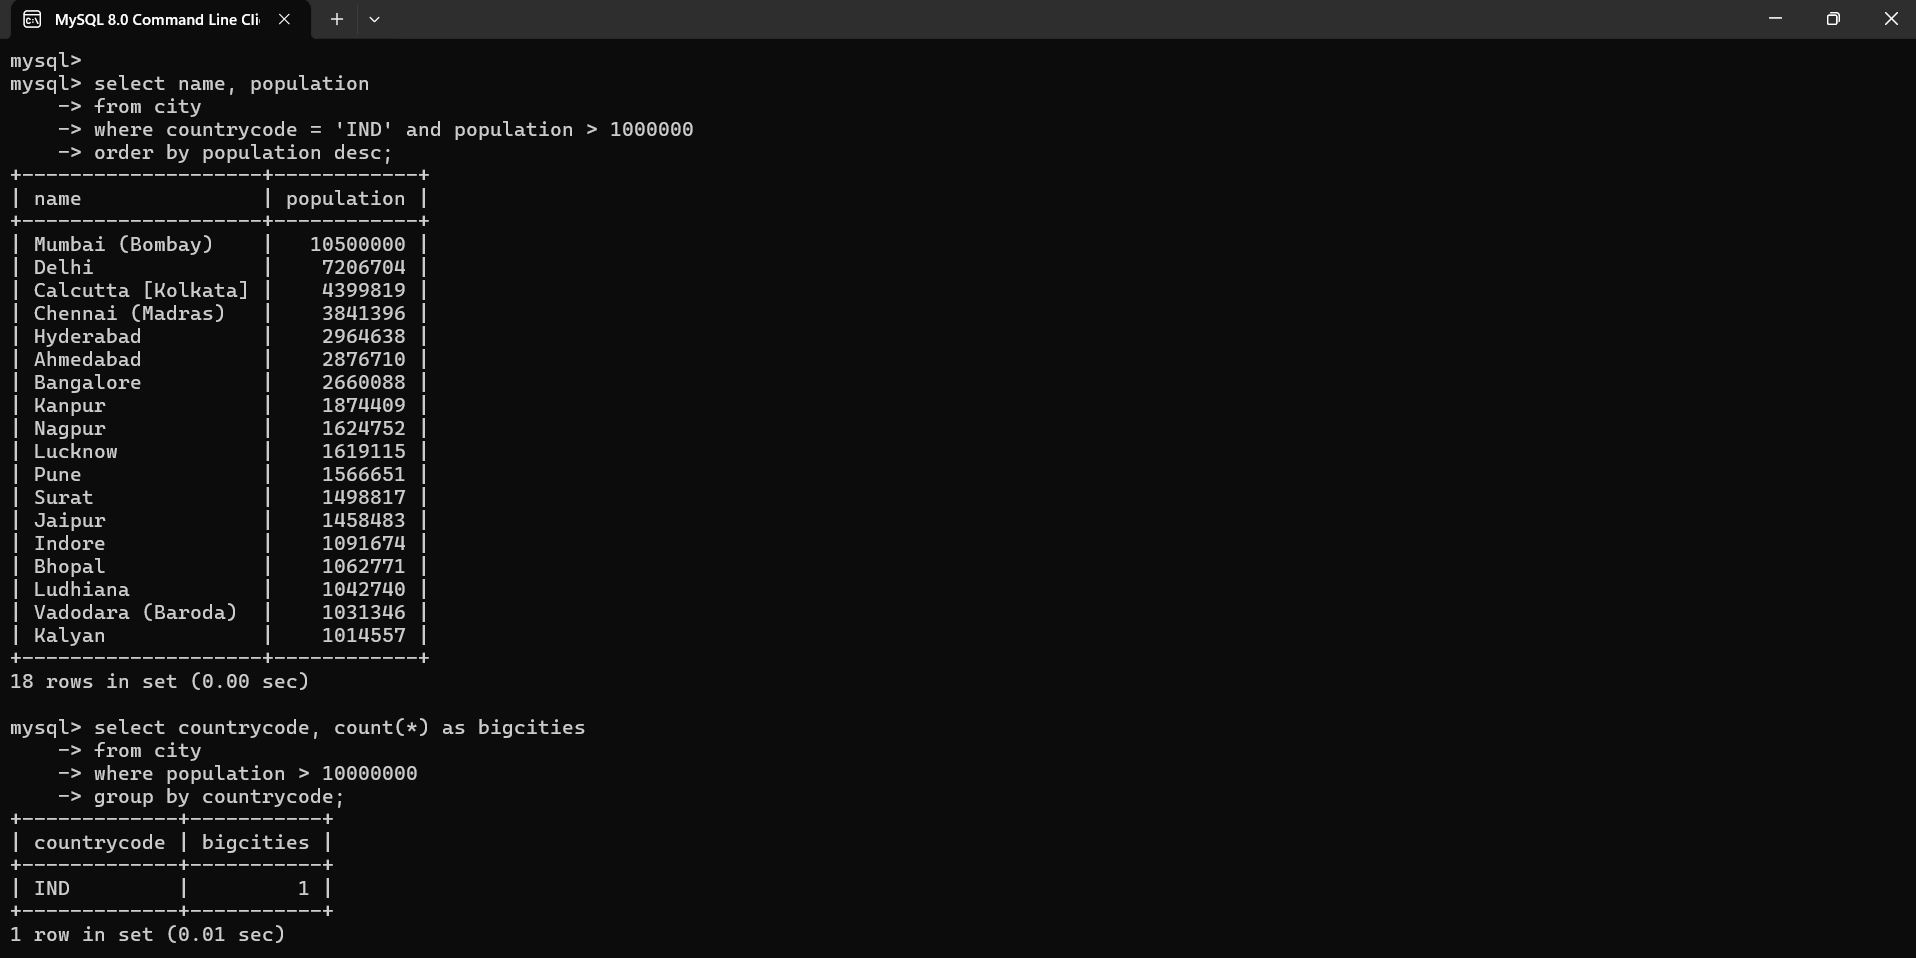 MySQL 8.0 Command Line Cli
mysql>
mysql> select name, population
    -> from city
    -> where countrycode = 'IND' and population > 1000000
    -> order by population desc;
+--------------------+------------+
| name               | population |
+--------------------+------------+
| Mumbai (Bombay)    |   10500000 |
| Delhi              |    7206704 |
| Calcutta [Kolkata] |    4399819 |
| Chennai (Madras)   |    3841396 |
| Hyderabad          |    2964638 |
| Ahmedabad          |    2876710 |
| Bangalore          |    2660088 |
| Kanpur             |    1874409 |
| Nagpur             |    1624752 |
| Lucknow            |    1619115 |
| Pune               |    1566651 |
| Surat              |    1498817 |
| Jaipur             |    1458483 |
| Indore             |    1091674 |
| Bhopal             |    1062771 |
| Ludhiana           |    1042740 |
| Vadodara (Baroda)  |    1031346 |
| Kalyan             |    1014557 |
+--------------------+------------+
18 rows in set (0.00 sec)

mysql> select countrycode, count(*) as bigcities
    -> from city
    -> where population > 10000000
    -> group by countrycode;
+-------------+-----------+
| countrycode | bigcities |
+-------------+-----------+
| IND         |         1 |
+-------------+-----------+
1 row in set (0.01 sec)